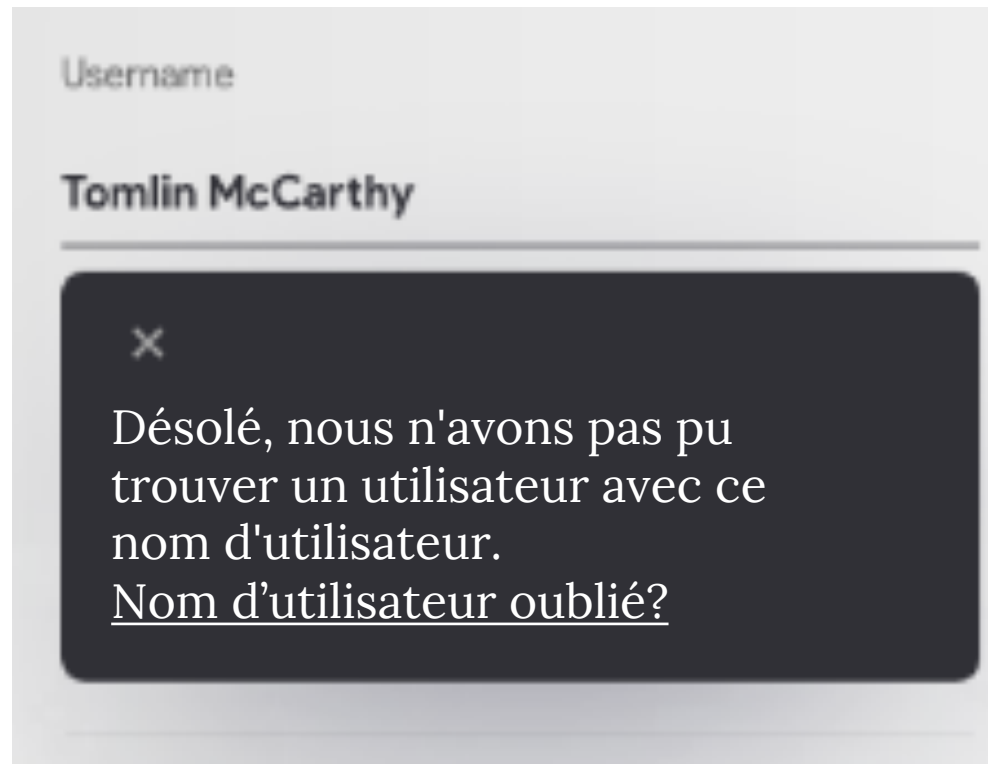 Username
Tomlin McCarthy
×
Désolé, nous n'avons pas pu
trouver un utilisateur avec ce
nom d'utilisateur.
Nom d’utilisateur oublié?